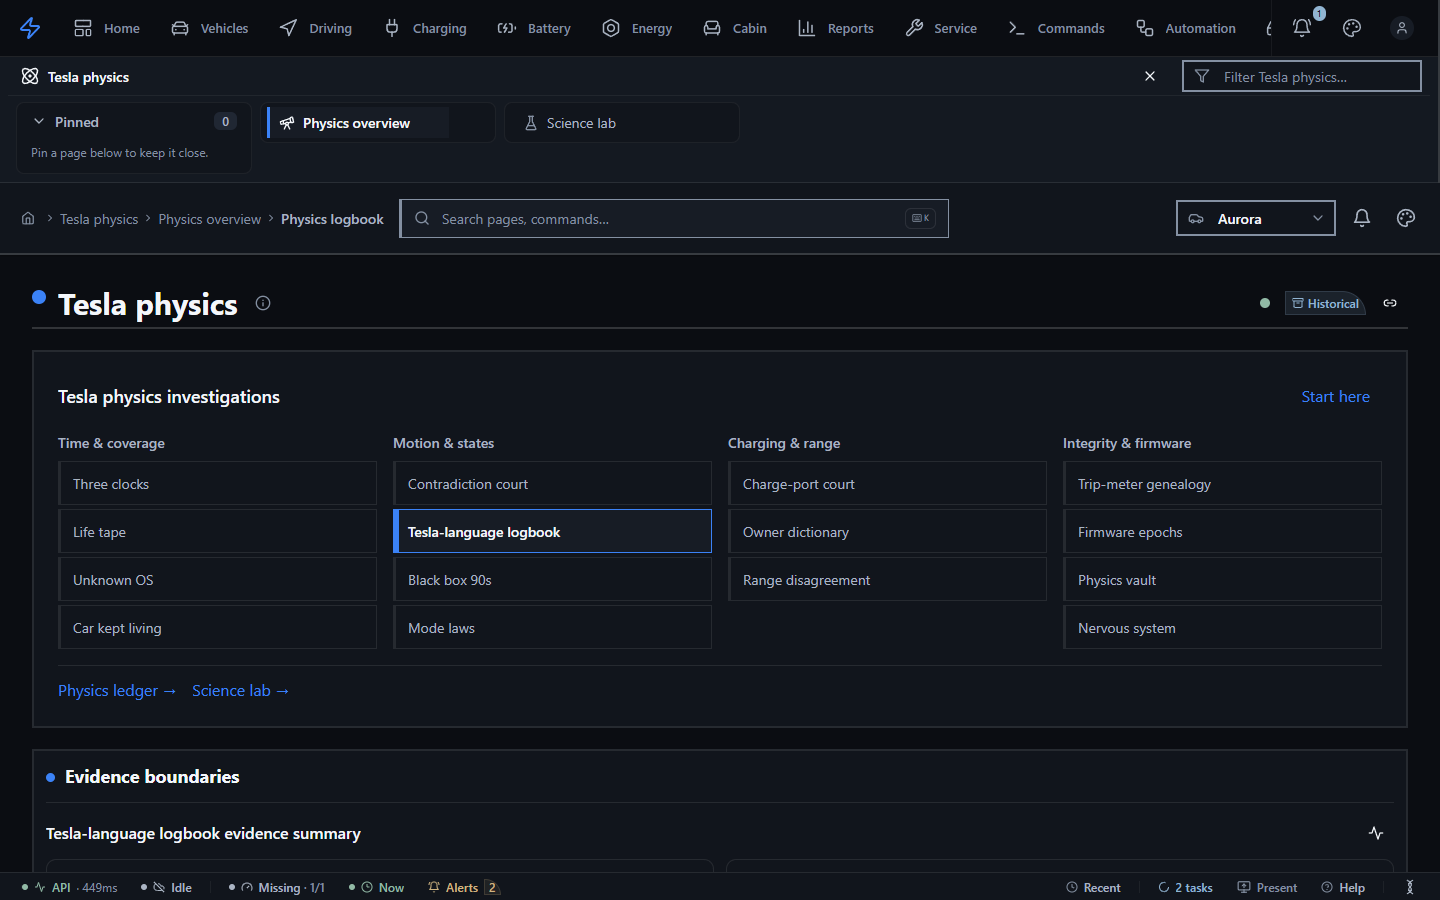 Home
Vehicles
Driving
Charging
Battery
Energy
Cabin
Reports
Service
Commands
Automation
1
Tesla physics
Filter Tesla physics...
Pinned
0
Pin a page below to keep it close.
Physics overview
Science lab
Tesla physics
Physics overview
Physics logbook
Search pages, commands...
K
Aurora
Tesla physics
Historical
Tesla physics investigations
Start here
Time & coverage
Motion & states
Charging & range
Integrity & firmware
Three clocks
Contradiction court
Charge-port court
Trip-meter genealogy
Life tape
Tesla-language logbook
Owner dictionary
Firmware epochs
Unknown OS
Black box 90s
Range disagreement
Physics vault
Car kept living
Mode laws
Nervous system
Physics ledger →
Science lab →
Evidence boundaries
Tesla-language logbook evidence summary
API · 449ms
Idle
Missing · 1/1
Now
Alerts 2
Recent
2 tasks
Present
Help